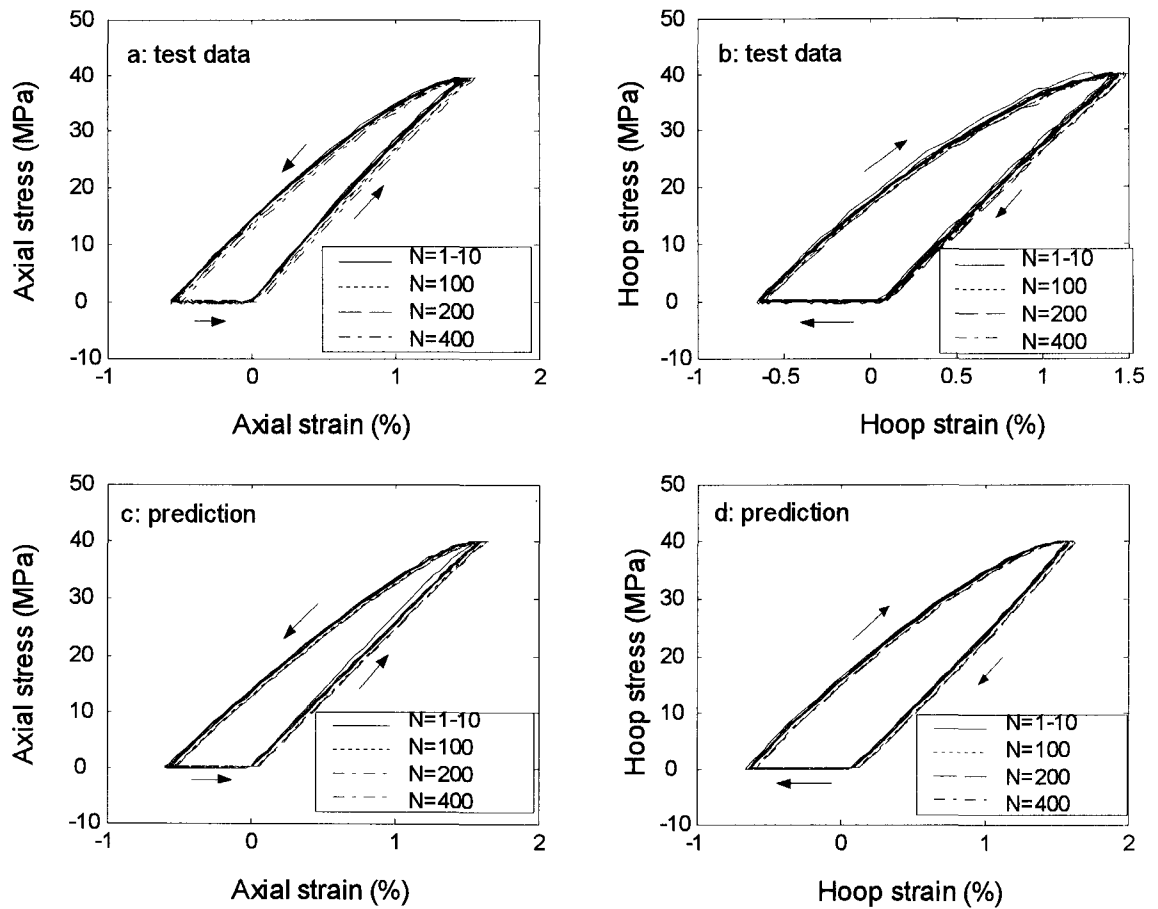 a: test data
Axial stress (MPa)
50
40
30
20
10
0
-10
N=1-10
N=100
N=200
N=400
-1
0
1
2
Axial strain (%)
b: test data
Hoop stress (MPa)
50
40
30
20
10
0
-10
N=1-10
N=100
N=200
N=400
-1
-0.5
0
0.5
1
1.5
Hoop strain (%)
c: prediction
Axial stress (MPa)
50
40
30
20
10
0
-10
N=1-10
N=100
N=200
N=400
-1
0
1
2
Axial strain (%)
d: prediction
Hoop stress (MPa)
50
40
30
20
10
0
-10
N=1-10
N=100
N=200
N=400
-1
0
1
2
Hoop strain (%)